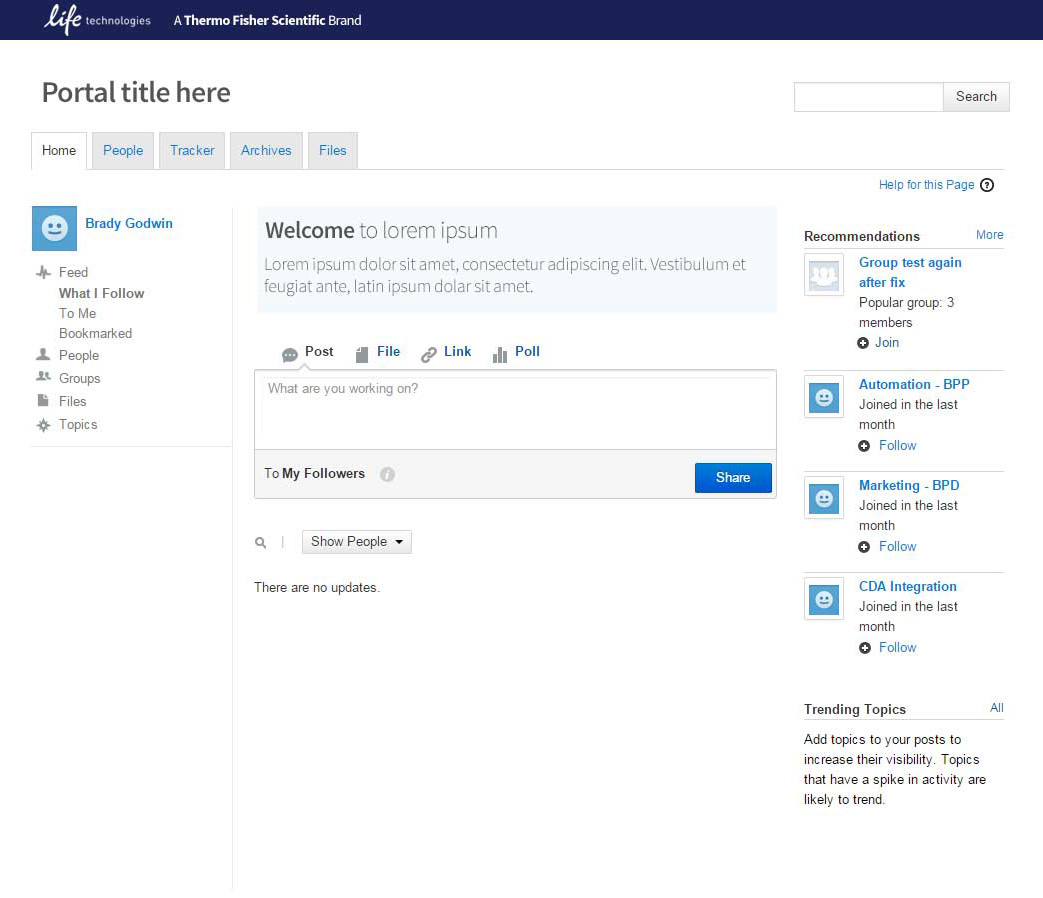 life technologies A Thermo Fisher Scientific Brand
Portal title here
Search
Home People Tracker Archives Files
Help for this Page ?
Brady Godwin
Feed
What I Follow
To Me
Bookmarked
People
Groups
Files
Topics
Welcome to lorem ipsum
Lorem ipsum dolor sit amet, consectetur adipiscing elit. Vestibulum et
feugiat ante, latin ipsum dolar sit amet.
Post File Link Poll
What are you working on?
To My Followers i
Share
Show People
There are no updates.
Recommendations More
Group test again
after fix
Popular group: 3
members
Join
Automation - BPP
Joined in the last
month
Follow
Marketing - BPD
Joined in the last
month
Follow
CDA Integration
Joined in the last
month
Follow
Trending Topics All
Add topics to your posts to
increase their visibility. Topics
that have a spike in activity are
likely to trend.